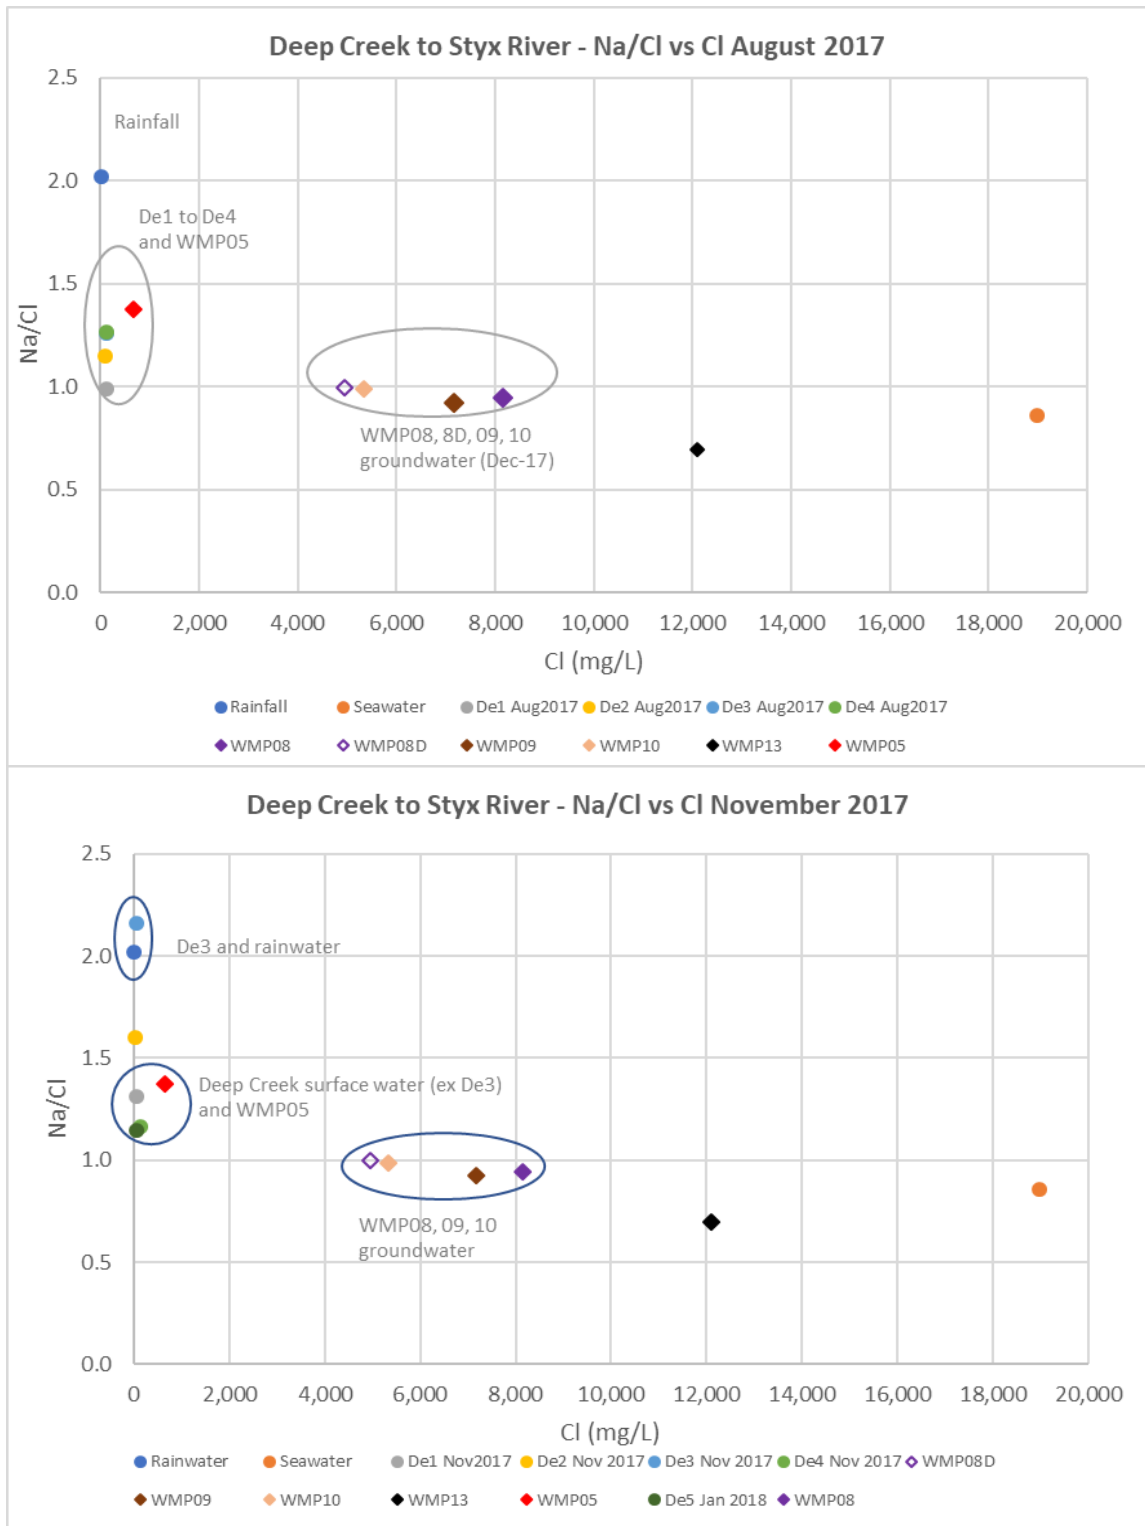 Deep Creek to Styx River - Na/Cl vs Cl August 2017
2.5
Rainfall
2.0
De1 to De4
and WMP05
1.5
Na/Cl
1.0
WMP08, 8D, 09, 10
groundwater (Dec-17)
0.5
0.0
0 2,000 4,000 6,000 8,000 10,000 12,000 14,000 16,000 18,000 20,000
Cl (mg/L)
Rainfall Seawater De1 Aug2017 De2 Aug2017 De3 Aug2017 De4 Aug2017
WMP08 WMP08D WMP09 WMP10 WMP13 WMP05
Deep Creek to Styx River - Na/Cl vs Cl November 2017
2.5
De3 and rainwater
2.0
1.5
Deep Creek surface water (ex De3)
and WMP05
Na/Cl
1.0
WMP08, 09, 10
groundwater
0.5
0.0
0 2,000 4,000 6,000 8,000 10,000 12,000 14,000 16,000 18,000 20,000
Cl (mg/L)
Rainwater Seawater De1 Nov2017 De2 Nov 2017 De3 Nov 2017 De4 Nov 2017 WMP08D
WMP09 WMP10 WMP13 WMP05 De5 Jan 2018 WMP08